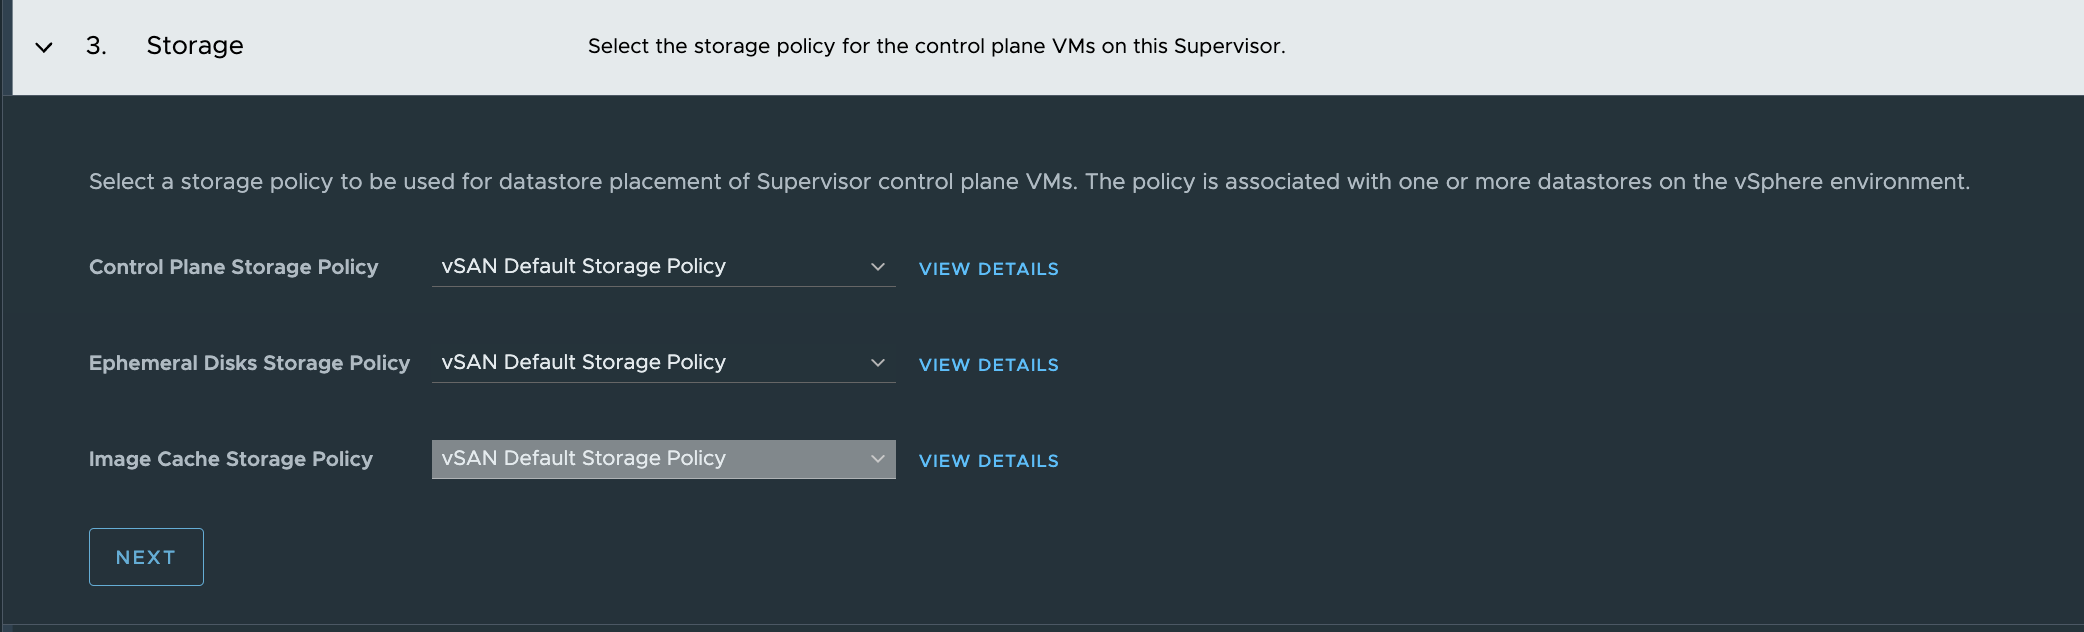 3. Storage Select the storage policy for the control plane VMs on this Supervisor.
Select a storage policy to be used for datastore placement of Supervisor control plane VMs. The policy is associated with one or more datastores on the vSphere environment.
Control Plane Storage Policy vSAN Default Storage Policy VIEW DETAILS
Ephemeral Disks Storage Policy vSAN Default Storage Policy VIEW DETAILS
Image Cache Storage Policy vSAN Default Storage Policy VIEW DETAILS
NEXT